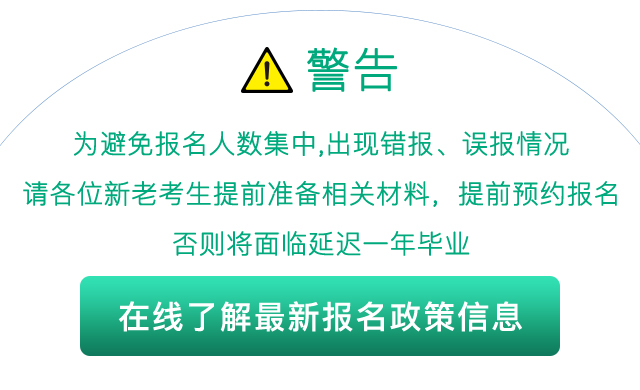 警告
为避免报名人数集中,出现错报、误报情况
请各位新老考生提前准备相关材料，提前预约报名
否则将面临延迟一年毕业
在线了解最新报名政策信息